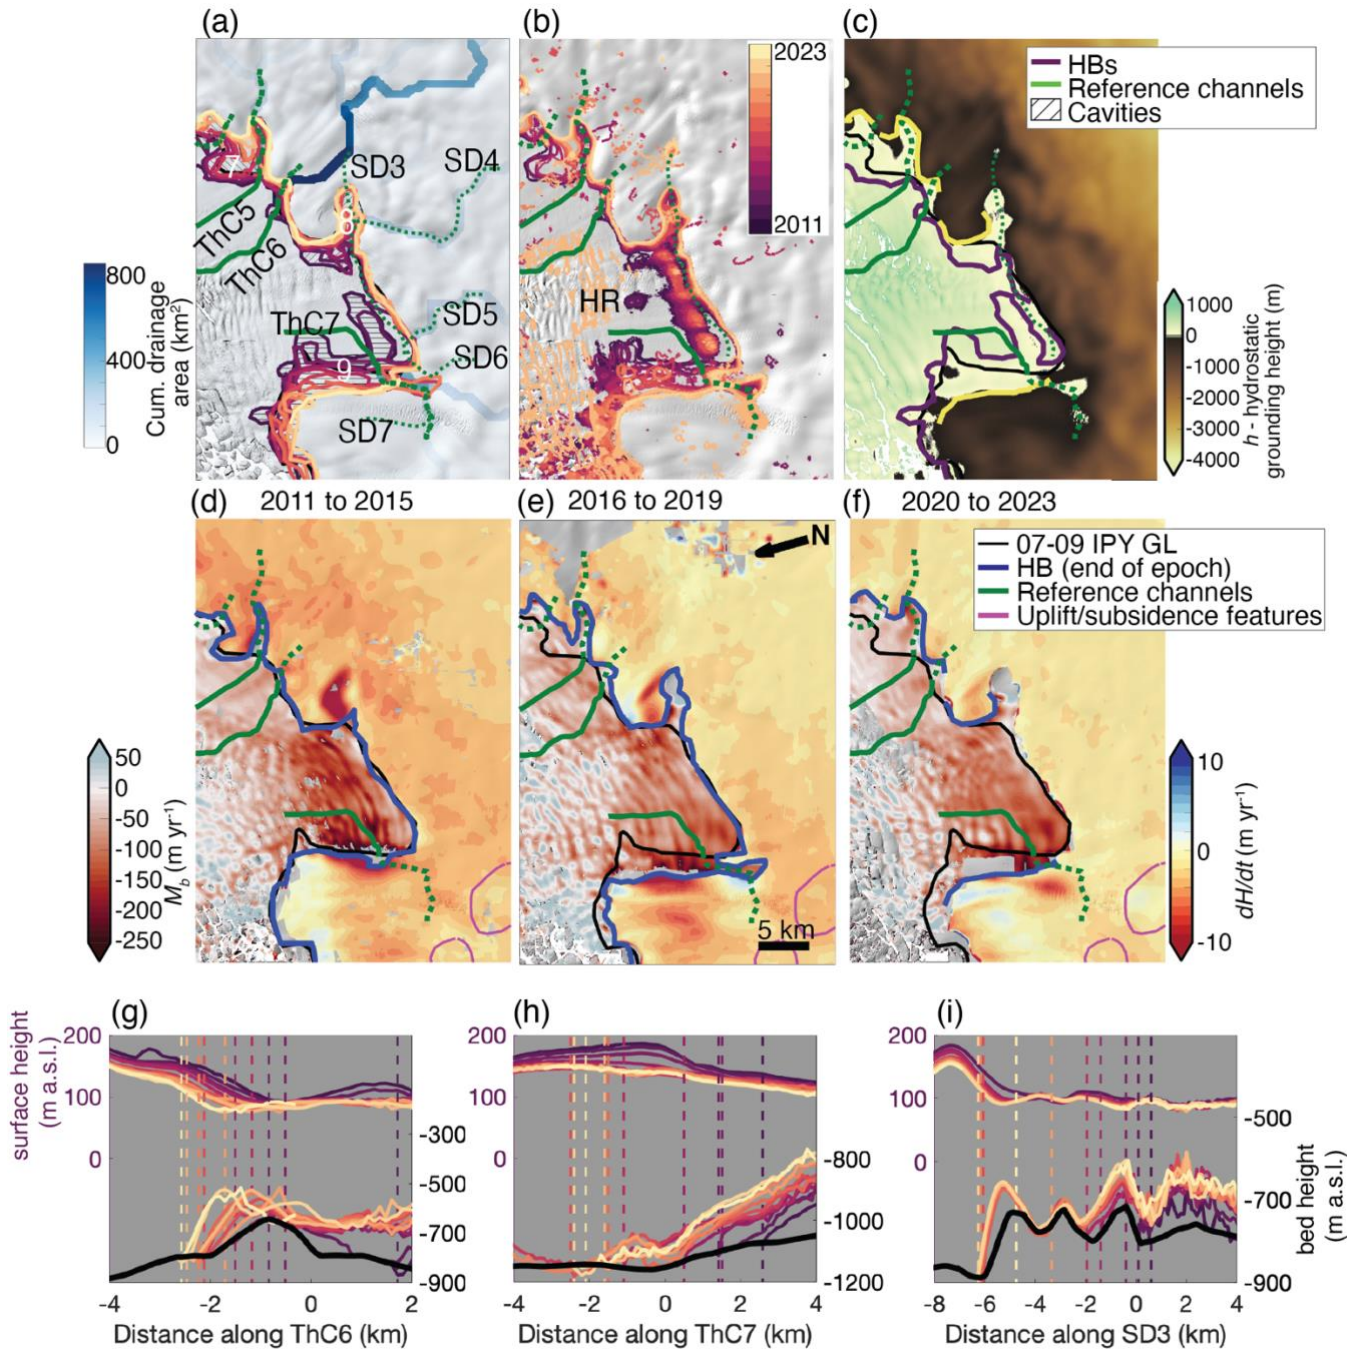 (a)
(b)
(c)
2023
2011
HBs
Reference channels
Cavities
7
SD3
SD4
8
ThC5
ThC6
ThC7
SD5
SD6
9
SD7
HR
800
400
0
Cum. drainage
area (km²)
1000
0
-1000
-2000
-3000
-4000
h - hydrostatic
grounding height (m)
(d) 2011 to 2015
(e) 2016 to 2019
(f) 2020 to 2023
N
07-09 IPY GL
HB (end of epoch)
Reference channels
Uplift/subsidence features
50
0
-50
-100
-150
-200
-250
M_b (m yr⁻¹)
5 km
10
0
-10
dH/dt (m yr⁻¹)
(g)
(h)
(i)
200
100
0
surface height
(m a.s.l.)
-300
-500
-700
-900
-4 -2 0 2
Distance along ThC6 (km)
200
100
0
-800
-1000
-1200
-4 -2 0 2 4
Distance along ThC7 (km)
200
100
0
-500
-700
-900
bed height
(m a.s.l.)
-8 -6 -4 -2 0 2 4
Distance along SD3 (km)